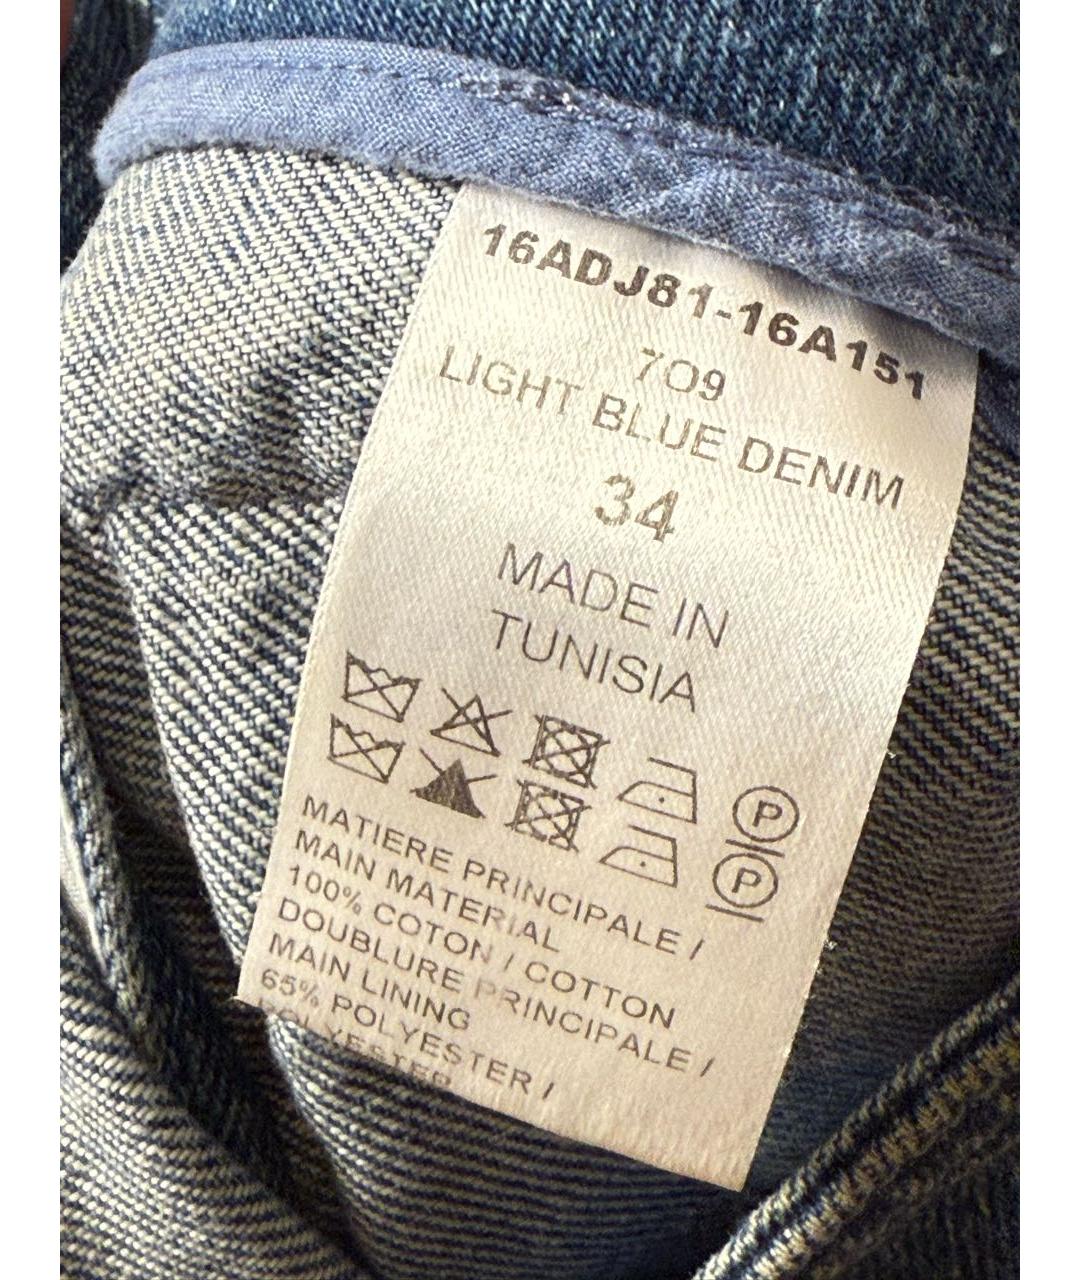 16ADJ81-16A151
709
LIGHT BLUE DENIM
34
MADE IN
TUNISIA
P
P
MATIERE PRINCIPALE /
MAIN MATERIAL
100% COTON / COTTON
DOUBLURE PRINCIPALE /
MAIN LINING
65% POLYESTER /
POLYESTER